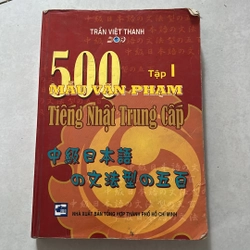 TRẦN VIỆT THANH
500
Tập I
MẪU VĂN PHẠM
Tiếng Nhật Trung Cấp
中級日本語
の文法型の五百
NHÀ XUẤT BẢN TỔNG HỢP THÀNH PHỐ HỒ CHÍ MINH